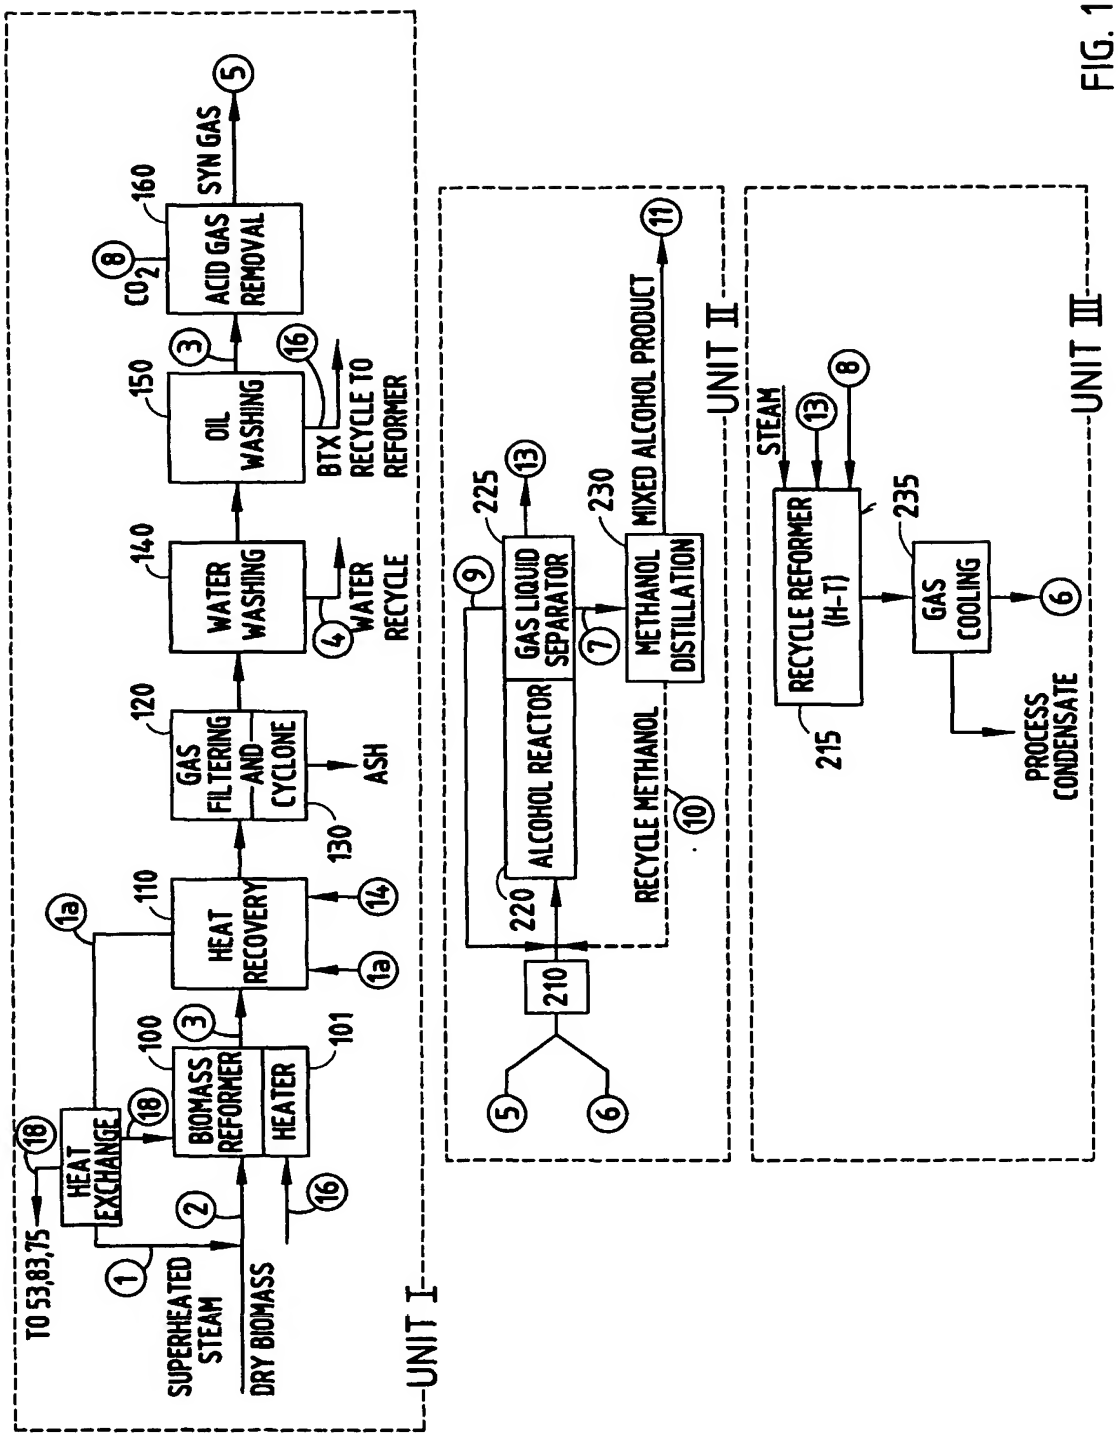 TO 53,83,75
18
HEAT
EXCHANGE
1a
1
18
SUPERHEATED
STEAM
DRY BIOMASS
2
16
100
BIOMASS
REFORMER
HEATER
101
3
110
HEAT
RECOVERY
1a
14
120
GAS
FILTERING
AND
CYCLONE
130
ASH
140
WATER
WASHING
4
WATER
RECYCLE
150
OIL
WASHING
16
BTX
RECYCLE TO
REFORMER
3
8
CO2
160
ACID GAS
REMOVAL
SYN GAS
5
UNIT I
5
6
210
9
220
ALCOHOL REACTOR
225
GAS LIQUID
SEPARATOR
13
7
230
METHANOL
DISTILLATION
RECYCLE METHANOL
10
MIXED ALCOHOL PRODUCT
11
UNIT II
STEAM
13
8
215
RECYCLE REFORMER
(H-T)
235
GAS
COOLING
6
PROCESS
CONDENSATE
UNIT III
FIG. 1